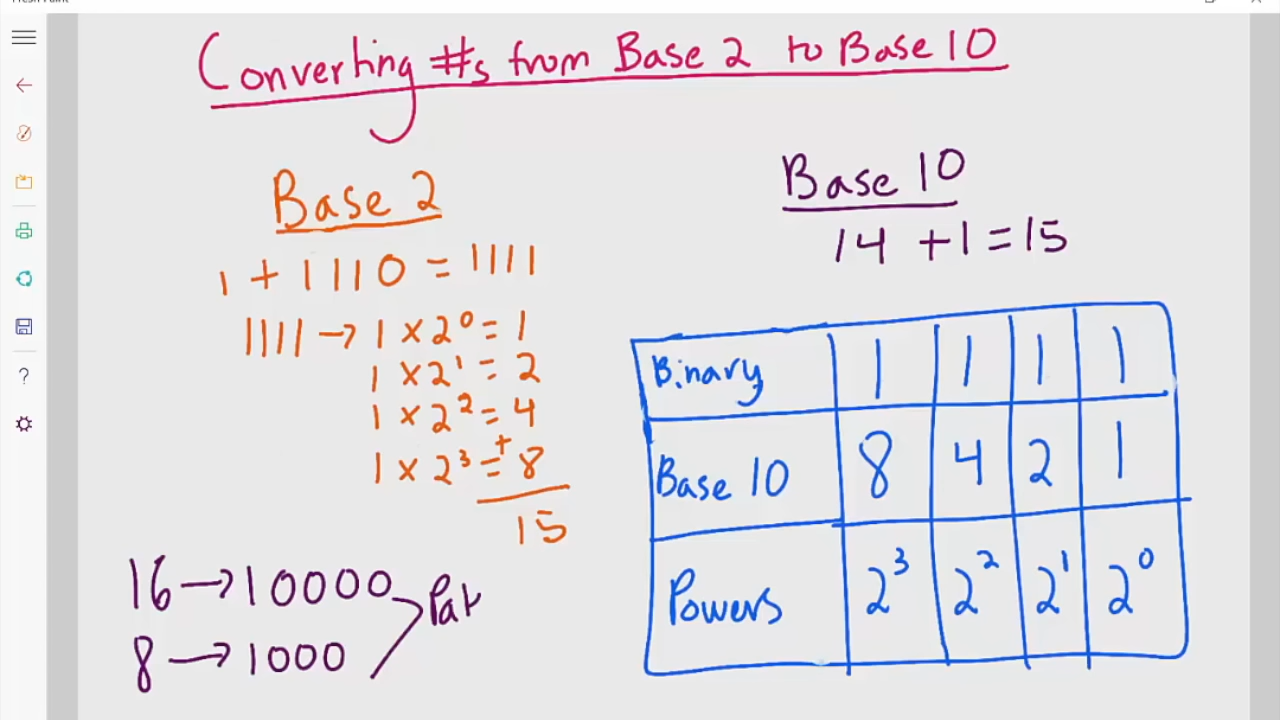 Converting #s from Base 2 to Base 10
Base 2
1 + 1110 = 1111
1111 → 1 × 2⁰ = 1
1 × 2¹ = 2
1 × 2² = 4
1 × 2³ = + 8
15
16 → 10000
8 → 1000
Base 10
14 + 1 = 15
Binary 1 1 1 1
Base 10 8 4 2 1
Powers 2³ 2² 2¹ 2⁰
?